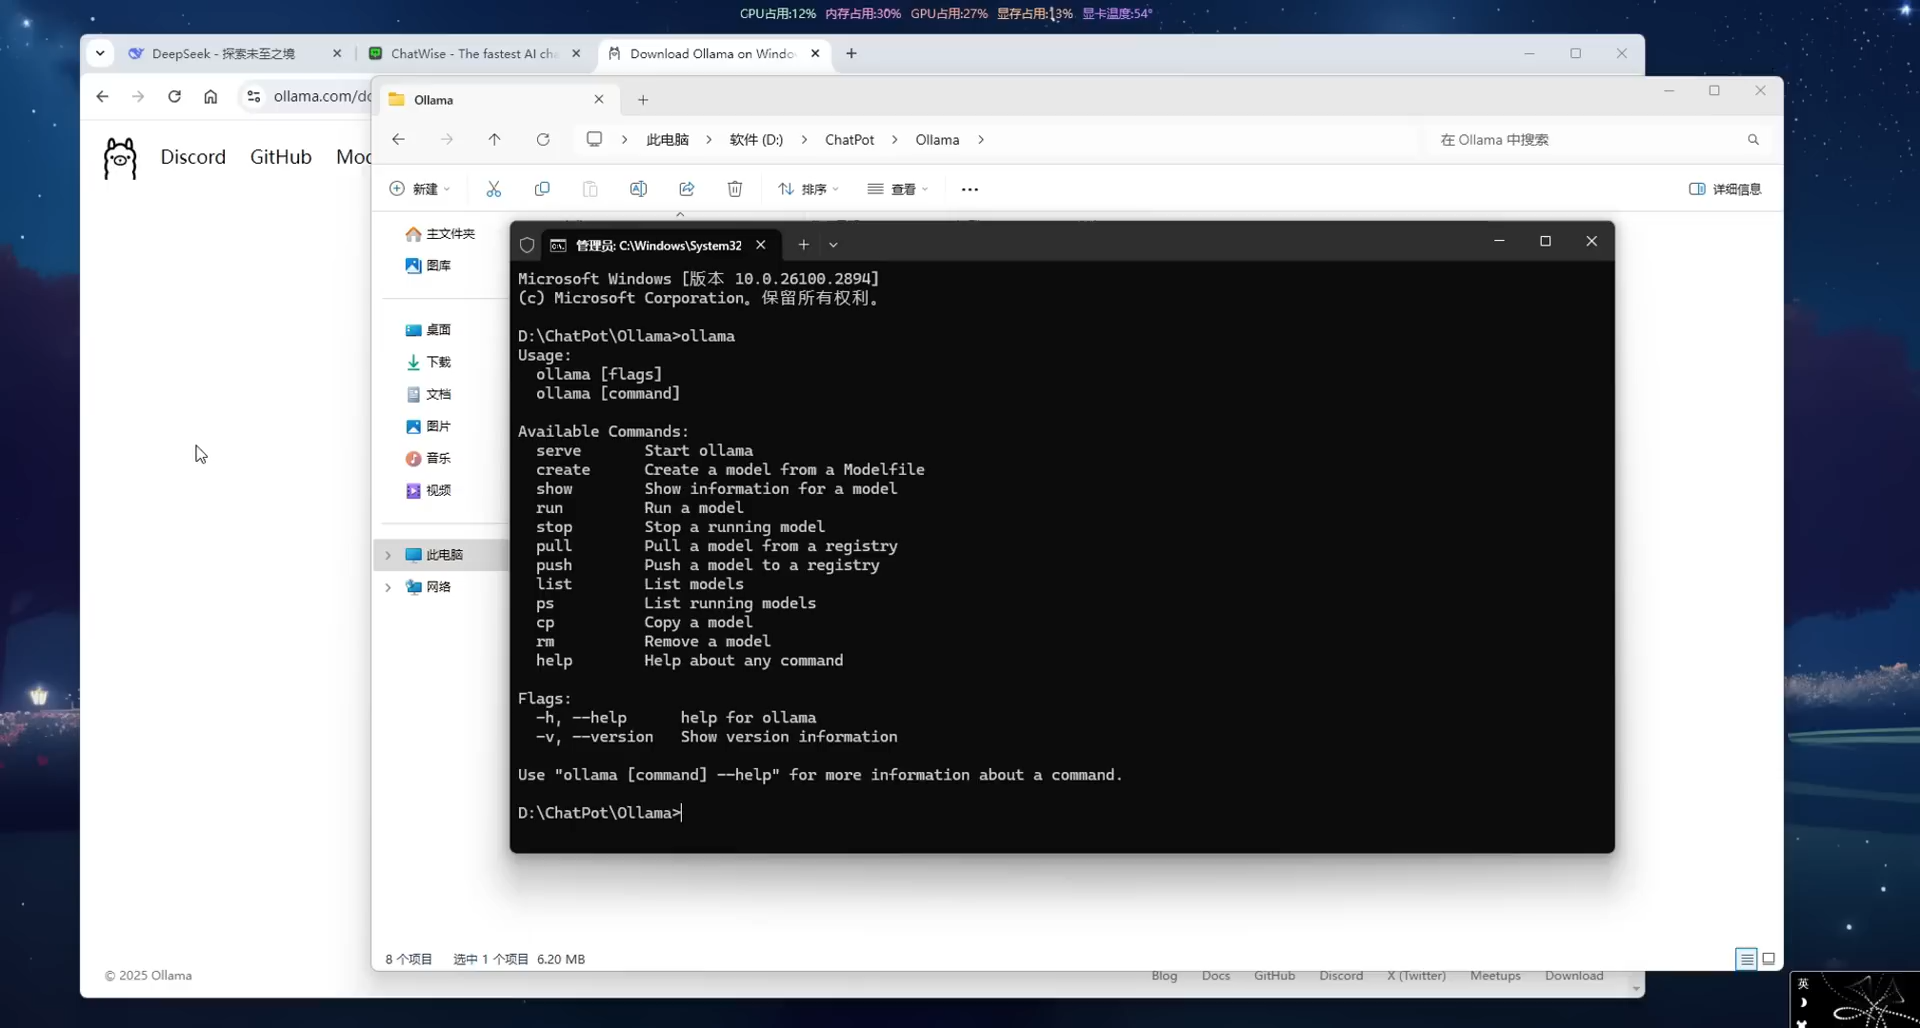 CPU占用:12% 内存占用:30% GPU占用:27% 显存占用:13% 显卡温度:54°
DeepSeek - 探索未至之境
ChatWise - The fastest AI cha
Download Ollama on Windo
ollama.com/do
Discord GitHub Mod
Ollama
此电脑 > 软件 (D:) > ChatPot > Ollama >
在 Ollama 中搜索
新建 排序 查看 ... 详细信息
主文件夹
图库
桌面
下载
文档
图片
音乐
视频
此电脑
网络
管理员: C:\Windows\System32
Microsoft Windows [版本 10.0.26100.2894]
(c) Microsoft Corporation。保留所有权利。
D:\ChatPot\Ollama>ollama
Usage:
ollama [flags]
ollama [command]
Available Commands:
serve Start ollama
create Create a model from a Modelfile
show Show information for a model
run Run a model
stop Stop a running model
pull Pull a model from a registry
push Push a model to a registry
list List models
ps List running models
cp Copy a model
rm Remove a model
help Help about any command
Flags:
-h, --help help for ollama
-v, --version Show version information
Use "ollama [command] --help" for more information about a command.
D:\ChatPot\Ollama>
8 个项目 选中 1 个项目 6.20 MB
© 2025 Ollama
Blog Docs GitHub Discord X (Twitter) Meetups Download
英